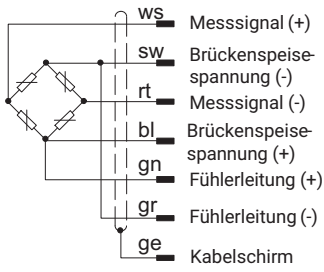 ws Messsignal (+)
sw Brückenspeise-
spannung (-)
rt Messsignal (-)
bl Brückenspeise-
spannung (+)
gn Fühlerleitung (+)
gr Fühlerleitung (-)
ge Kabelschirm